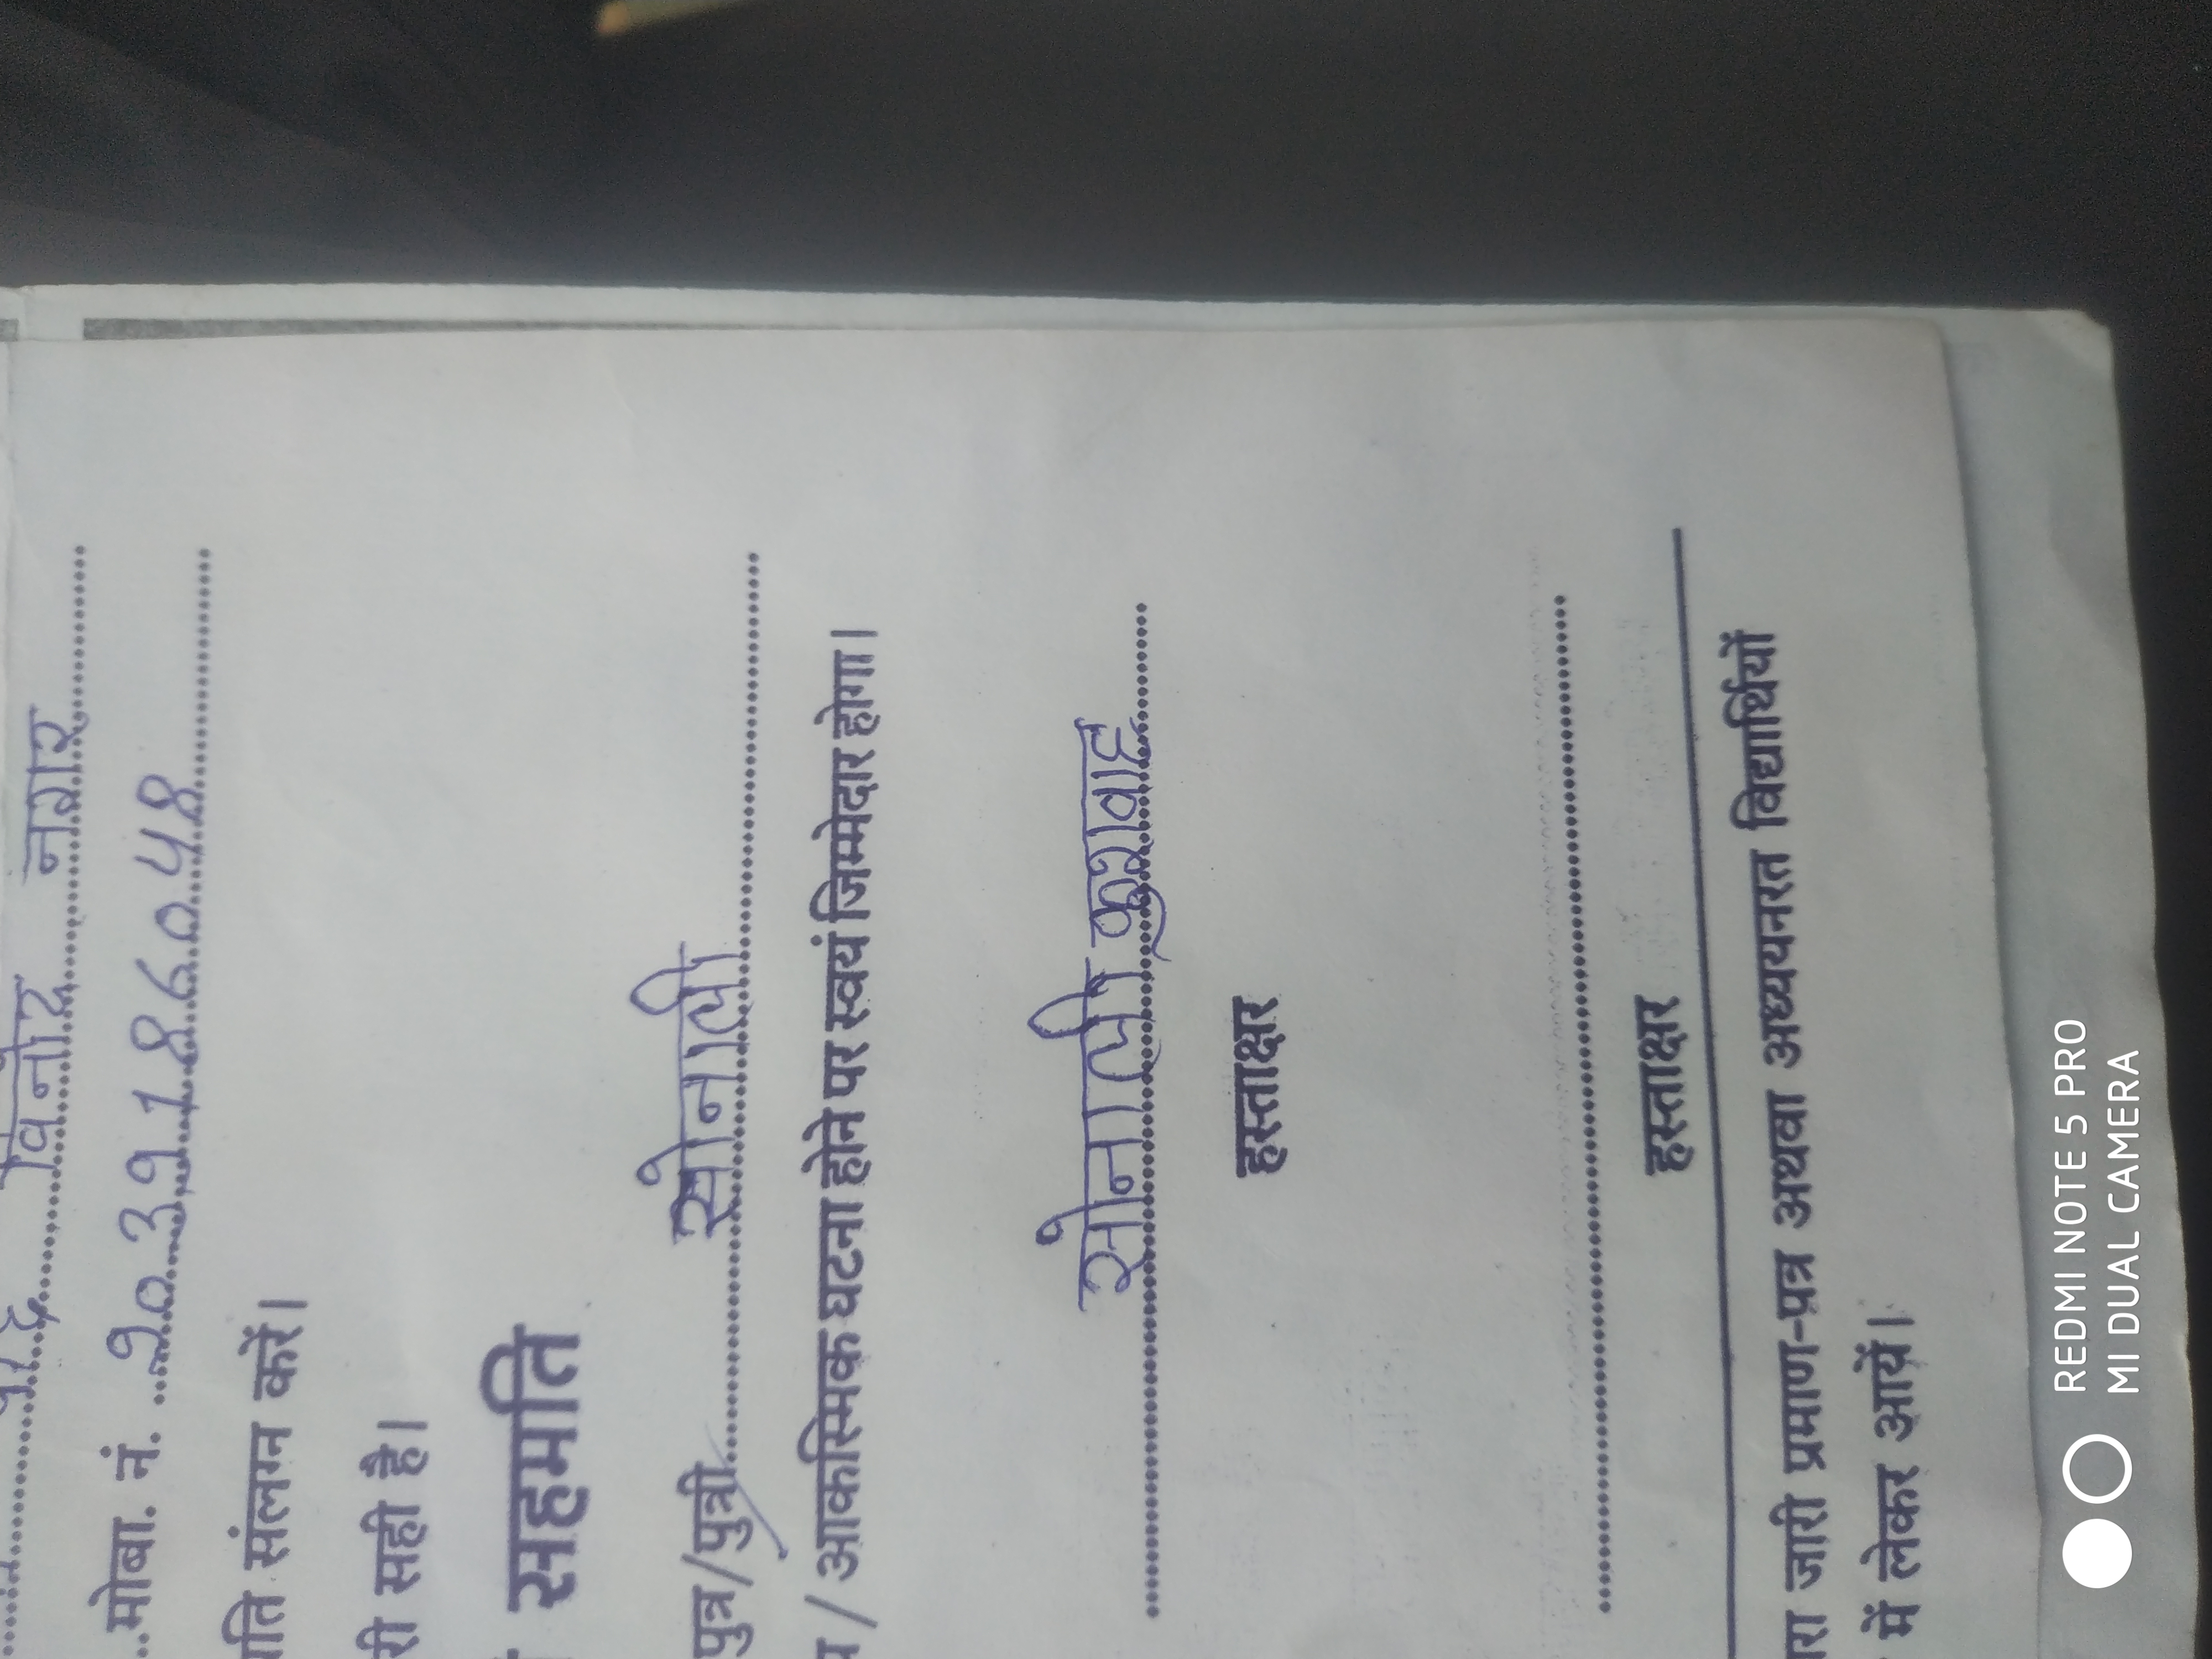 विनोद नगर
मोबा. नं. 9039186048
ति संलग्न करें।
री सही है।
सहमति
पुत्र/पुत्री सोनाली
/ आकस्मिक घटना होने पर स्वयं जिम्मेदार होगा।
सोनाली कुशवाह
हस्ताक्षर
हस्ताक्षर
रा जारी प्रमाण-पत्र अथवा अध्ययनरत विद्यार्थियों
में लेकर आयें।
REDMI NOTE 5 PRO
MI DUAL CAMERA